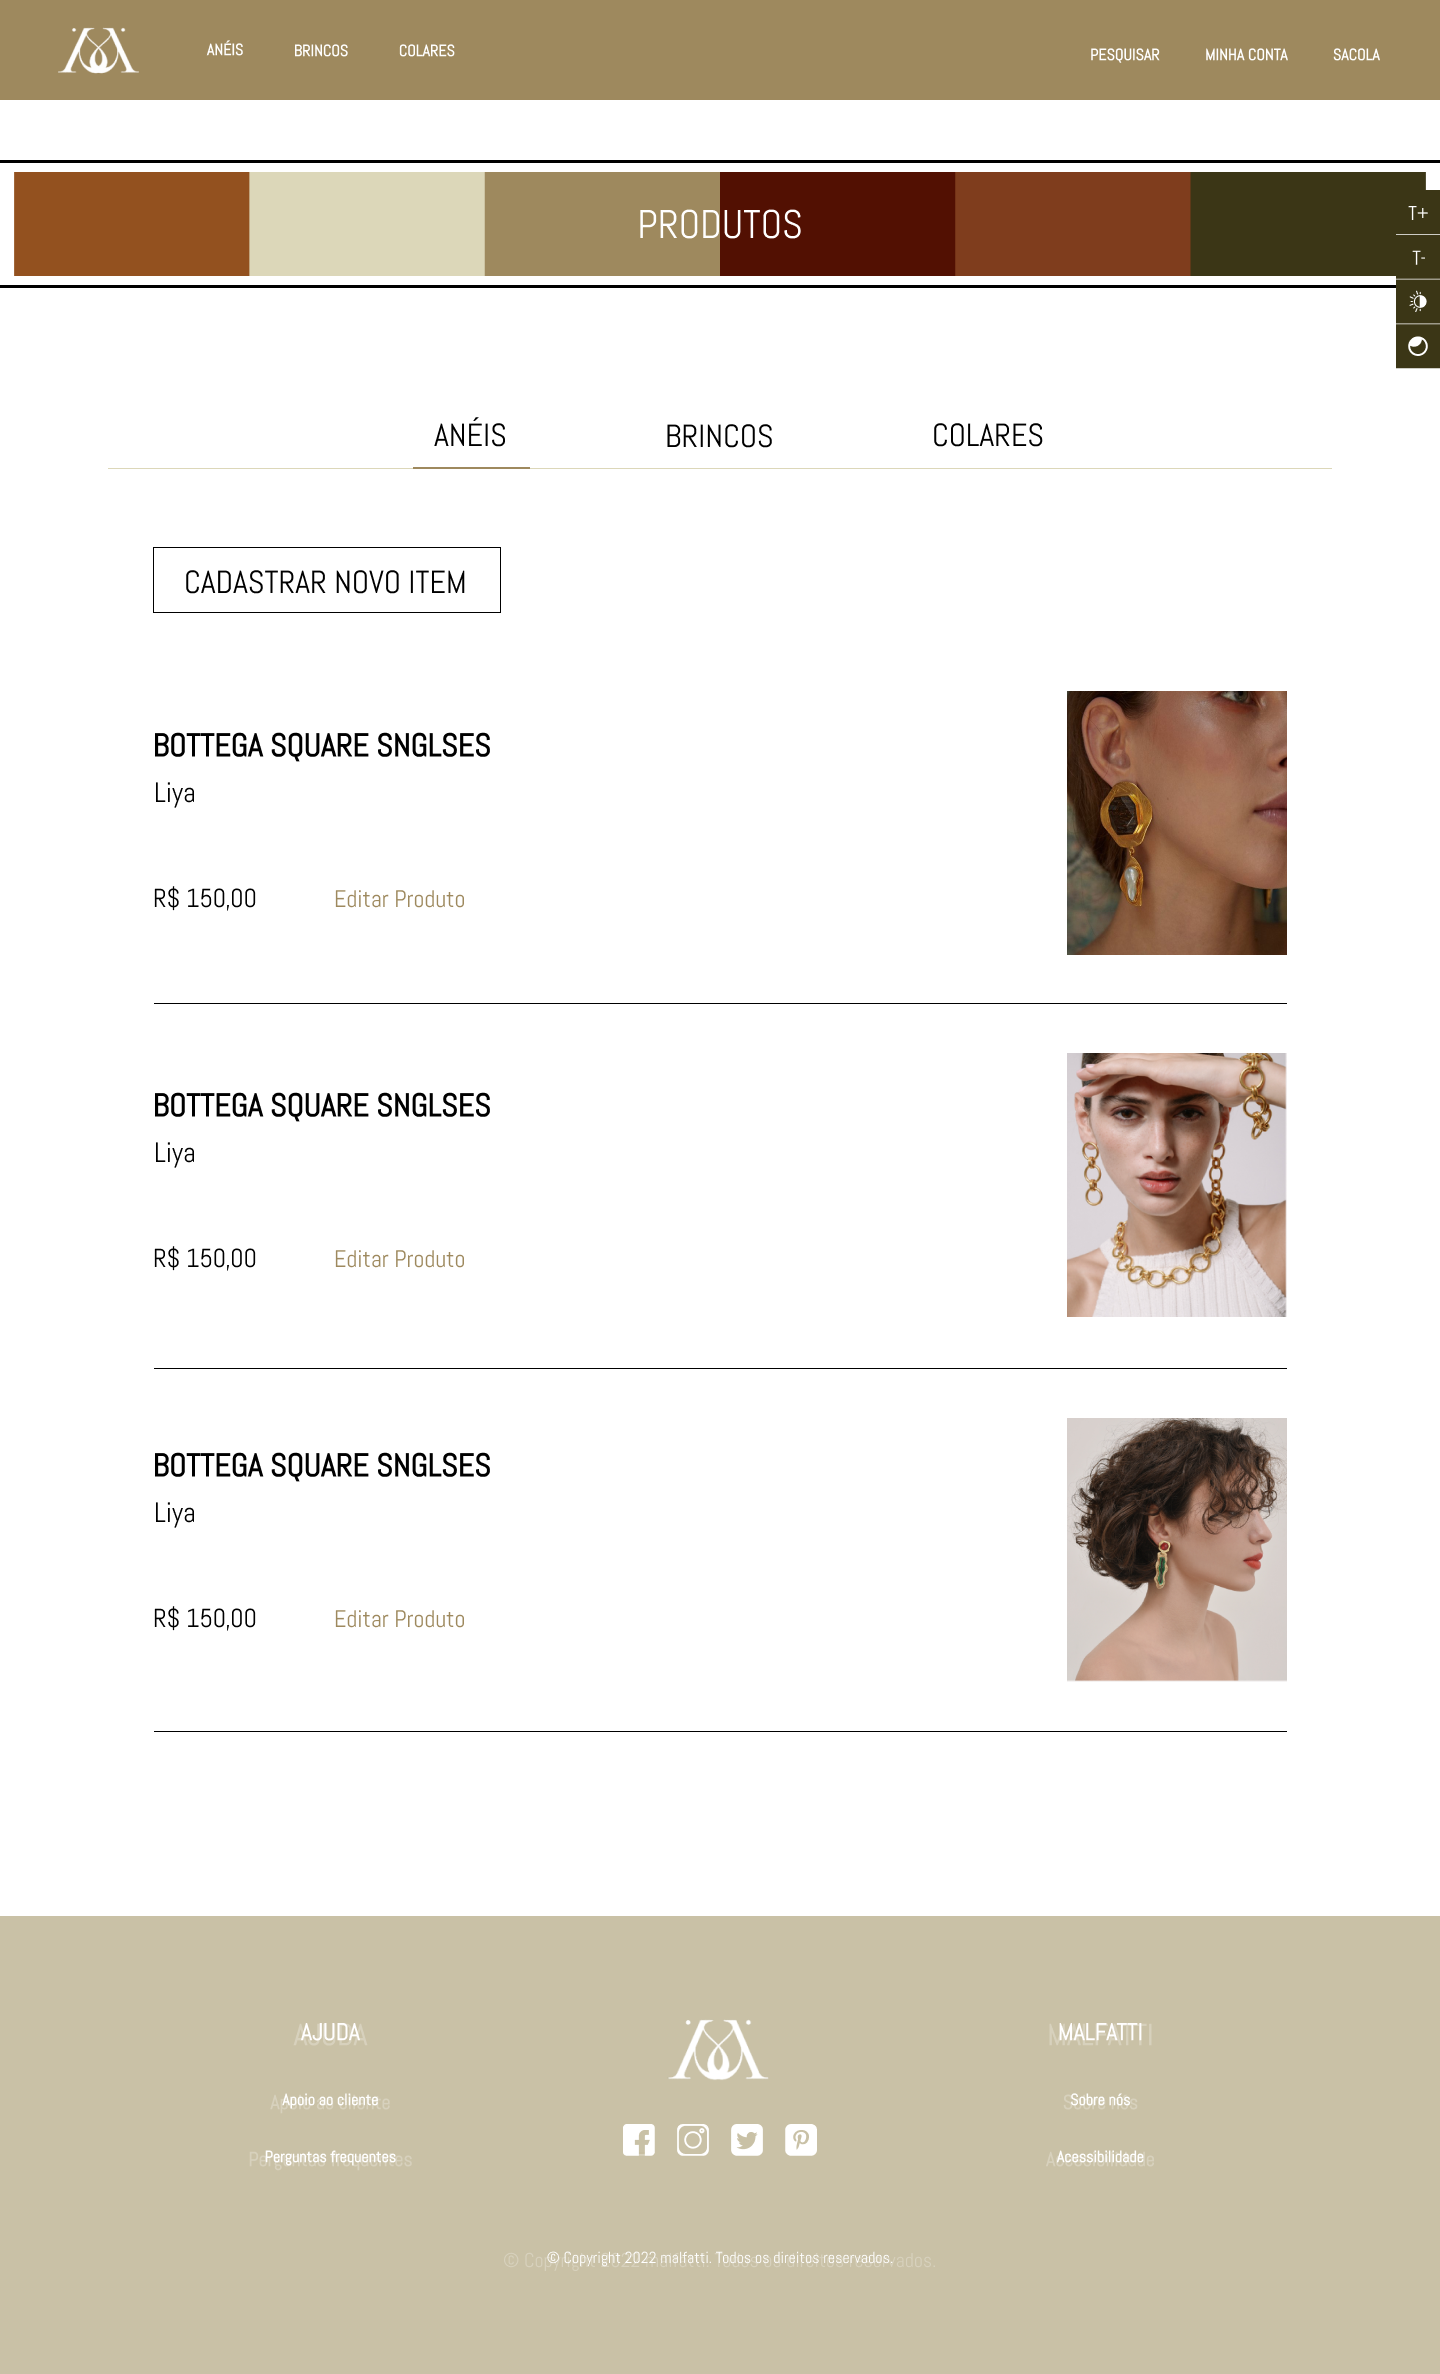 ANÉIS BRINCOS COLARES PESQUISAR MINHA CONTA SACOLA
PRODUTOS
T+
T-
ANÉIS BRINCOS COLARES
CADASTRAR NOVO ITEM
BOTTEGA SQUARE SNGLSES
Liya
R$ 150,00 Editar Produto
BOTTEGA SQUARE SNGLSES
Liya
R$ 150,00 Editar Produto
BOTTEGA SQUARE SNGLSES
Liya
R$ 150,00 Editar Produto
AJUDA MALFATTI
Apoio ao cliente Sobre nós
Perguntas frequentes Acessibilidade
© Copyright 2022 malfatti. Todos os direitos reservados.